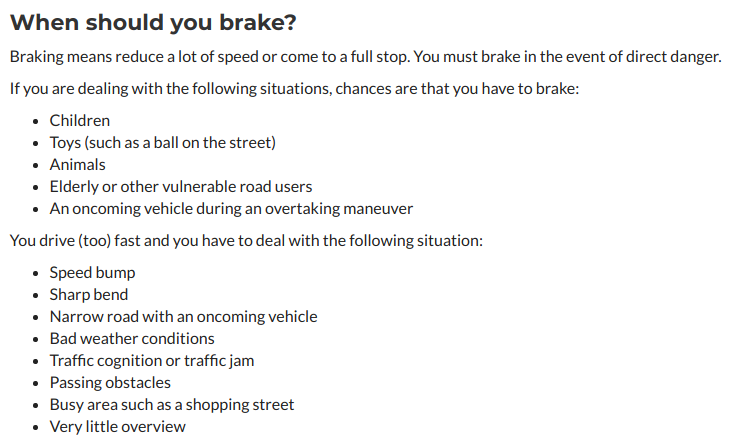 When should you brake?
Braking means reduce a lot of speed or come to a full stop. You must brake in the event of direct danger.
If you are dealing with the following situations, chances are that you have to brake:
• Children
• Toys (such as a ball on the street)
• Animals
• Elderly or other vulnerable road users
• An oncoming vehicle during an overtaking maneuver
You drive (too) fast and you have to deal with the following situation:
• Speed bump
• Sharp bend
• Narrow road with an oncoming vehicle
• Bad weather conditions
• Traffic cognition or traffic jam
• Passing obstacles
• Busy area such as a shopping street
• Very little overview